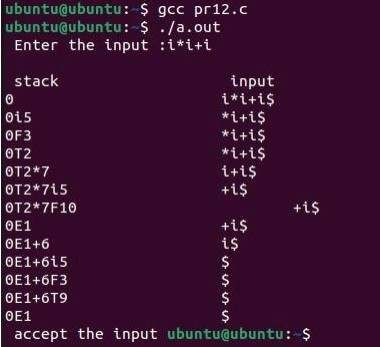 ubuntu@ubuntu:~$ gcc pr12.c
ubuntu@ubuntu:~$ ./a.out
Enter the input :i*i+i
stack input
0 i*i+i$
0i5 *i+i$
0F3 *i+i$
0T2 *i+i$
0T2*7 i+i$
0T2*7i5 +i$
0T2*7F10 +i$
0E1 +i$
0E1+6 i$
0E1+6i5 $
0E1+6F3 $
0E1+6T9 $
0E1 $
accept the input ubuntu@ubuntu:~$